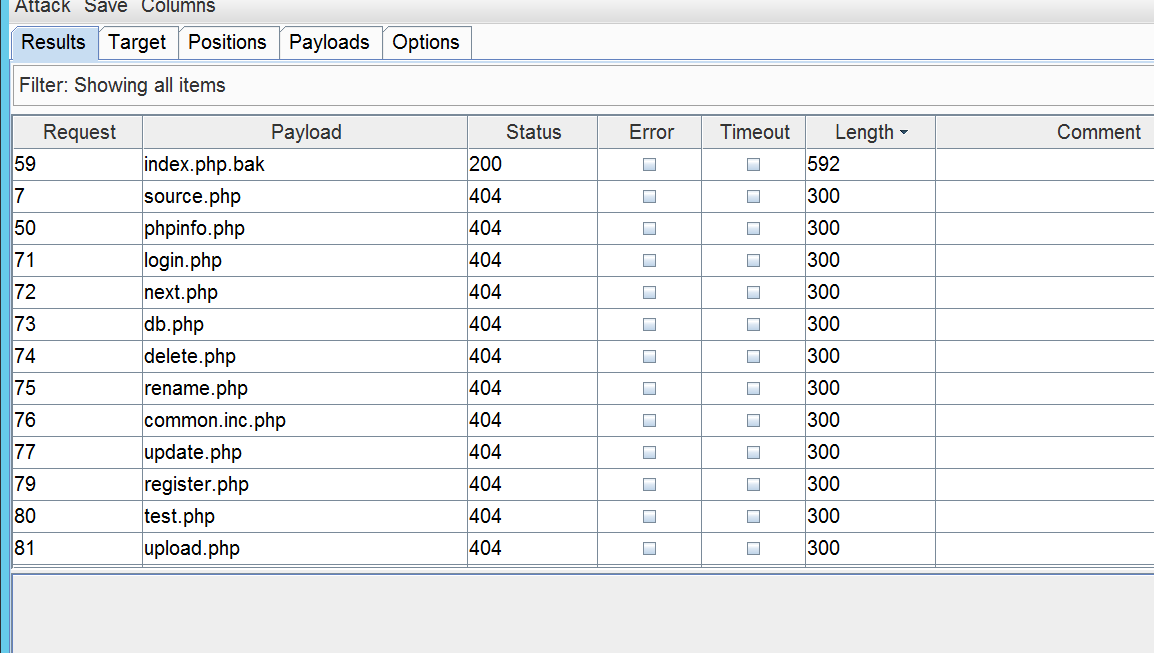 Attack Save Columns
Results Target Positions Payloads Options
Filter: Showing all items
Request Payload Status Error Timeout Length Comment
59 index.php.bak 200 592
7 source.php 404 300
50 phpinfo.php 404 300
71 login.php 404 300
72 next.php 404 300
73 db.php 404 300
74 delete.php 404 300
75 rename.php 404 300
76 common.inc.php 404 300
77 update.php 404 300
79 register.php 404 300
80 test.php 404 300
81 upload.php 404 300